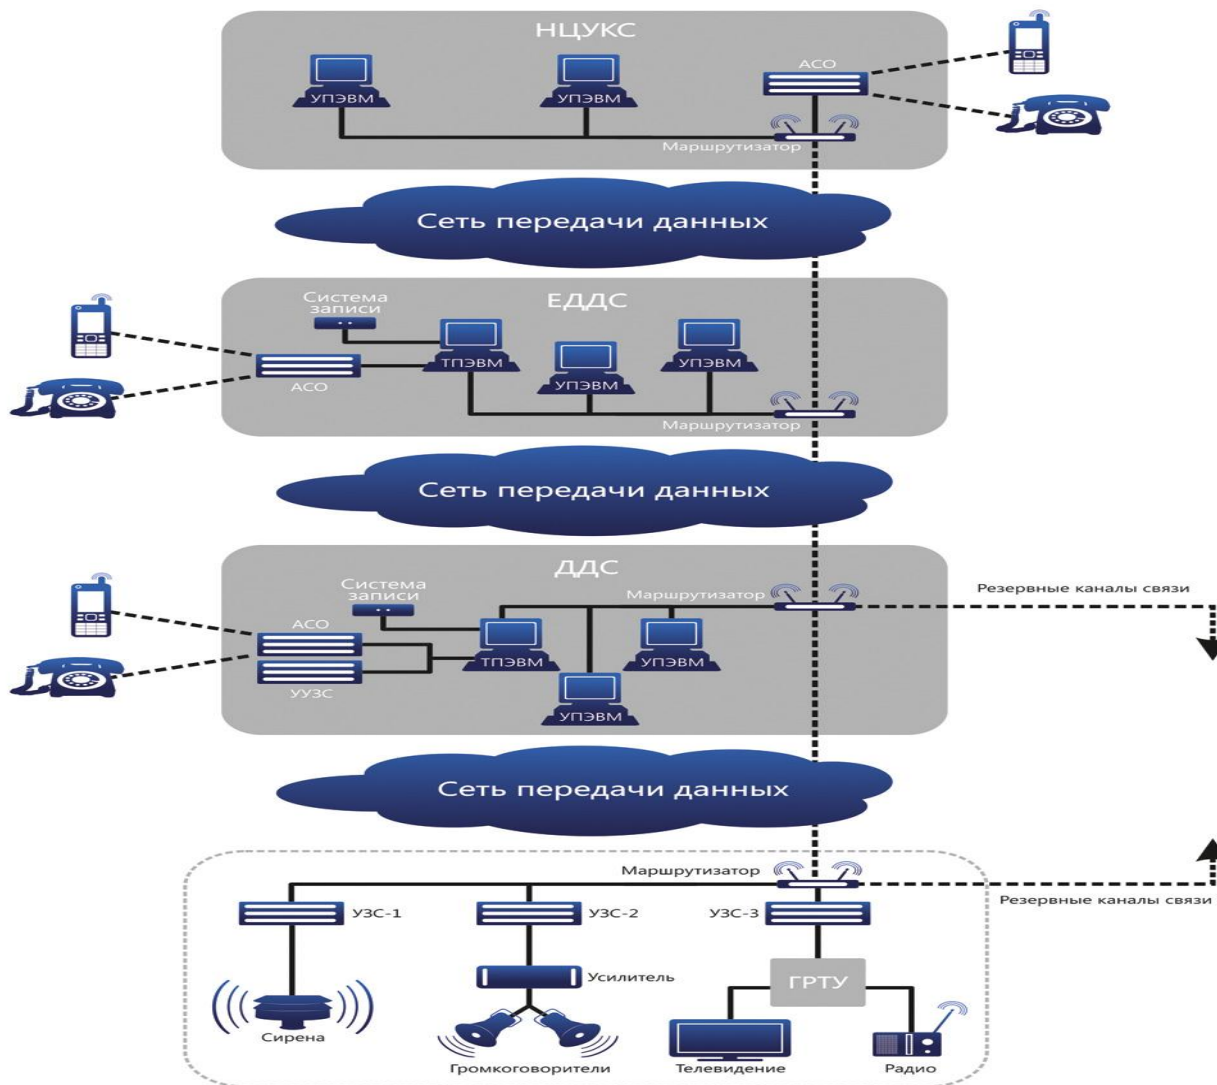 НЦУКС
УПЭВМ
УПЭВМ
АСО
Маршрутизатор
Сеть передачи данных
ЕДДС
Система
записи
ТПЭВМ
УПЭВМ
УПЭВМ
АСО
Маршрутизатор
Сеть передачи данных
ДДС
Система
записи
Маршрутизатор
Резервные каналы связи
АСО
ТПЭВМ
УПЭВМ
УУЗС
УПЭВМ
Сеть передачи данных
Маршрутизатор
Резервные каналы связи
УЗС-1
УЗС-2
УЗС-3
Усилитель
ГРТУ
Сирена
Громкоговорители
Телевидение
Радио